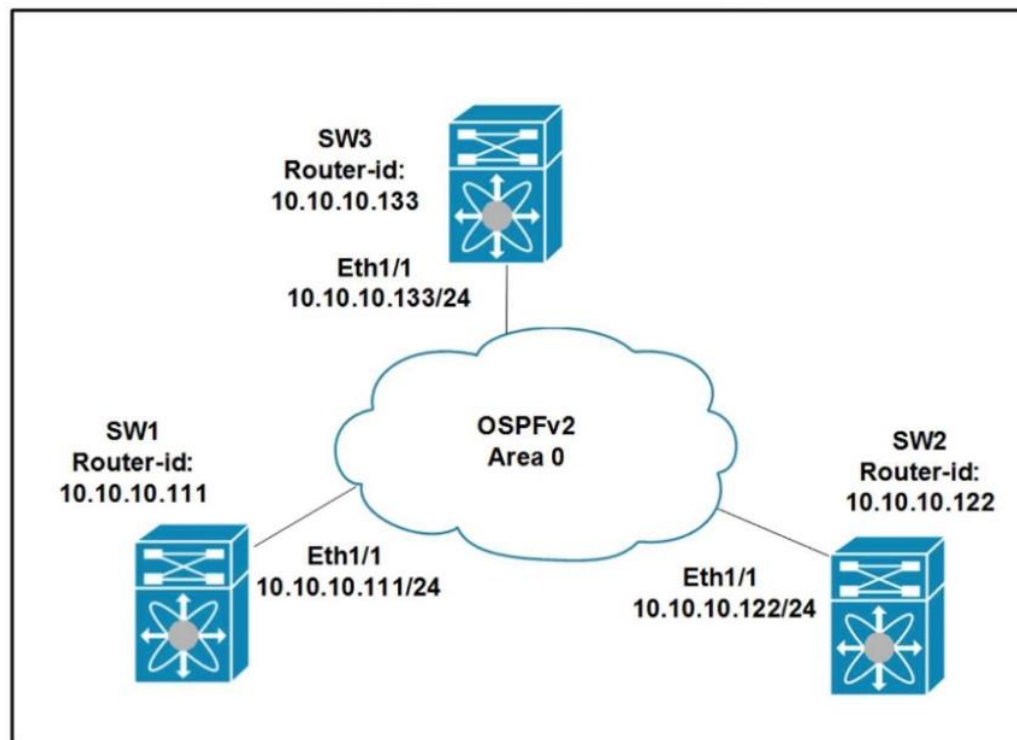 SW3
Router-id:
10.10.10.133
Eth1/1
10.10.10.133/24
OSPFv2
Area 0
SW1
Router-id:
10.10.10.111
Eth1/1
10.10.10.111/24
SW2
Router-id:
10.10.10.122
Eth1/1
10.10.10.122/24